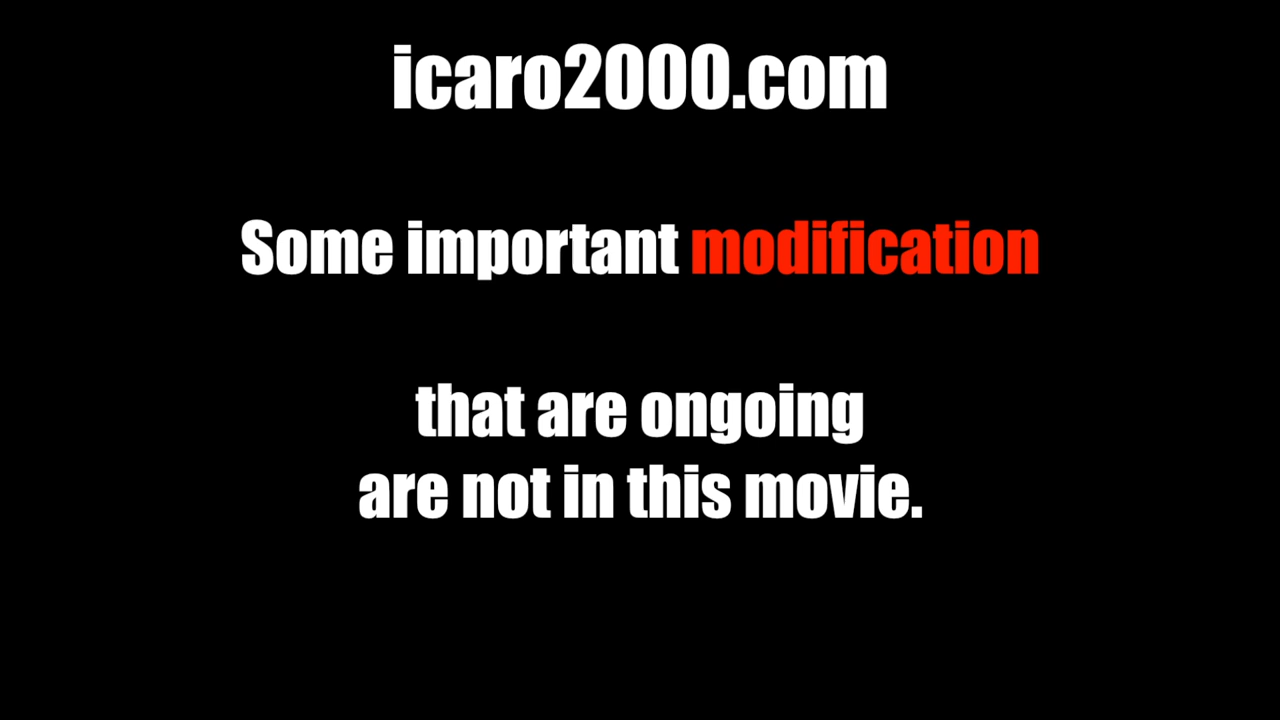 icaro2000.com
Some important modification
that are ongoing
are not in this movie.